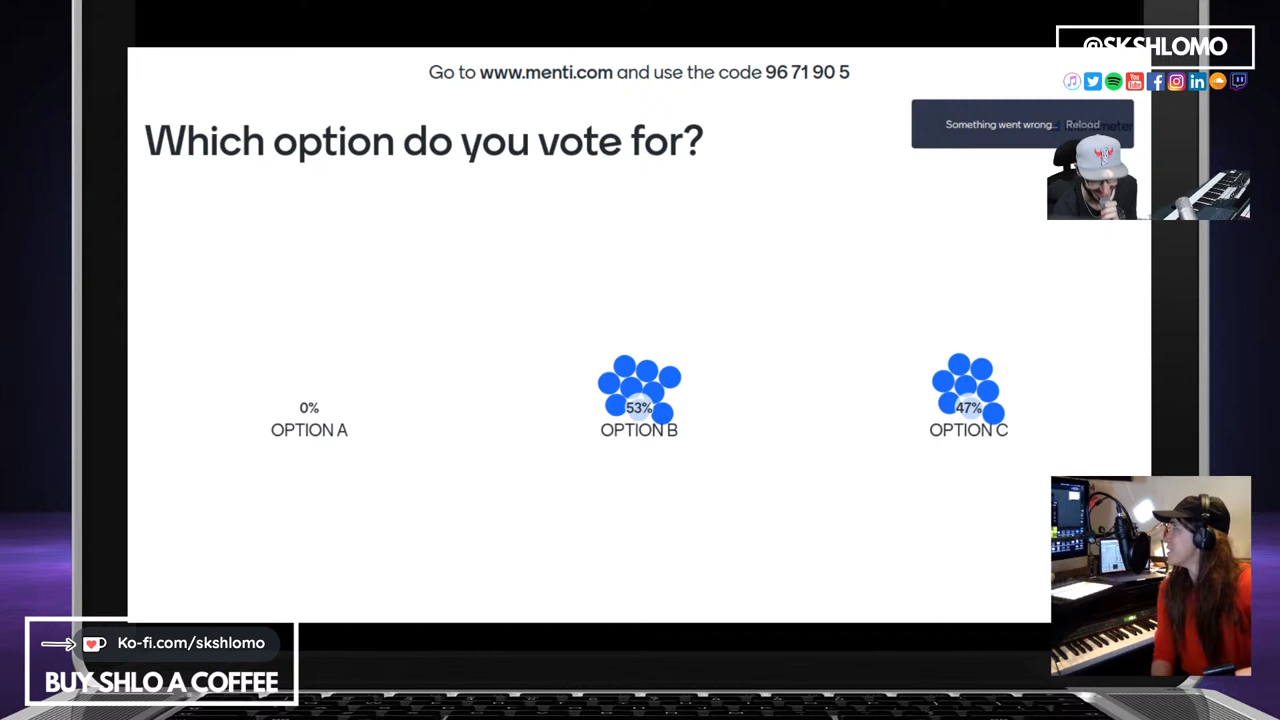 @SKSHLOMO
Go to www.menti.com and use the code 96 71 90 5
Something went wrong... Reload
Which option do you vote for?
0%
OPTION A
53%
OPTION B
47%
OPTION C
Ko-fi.com/skshlomo
BUY SHLO A COFFEE